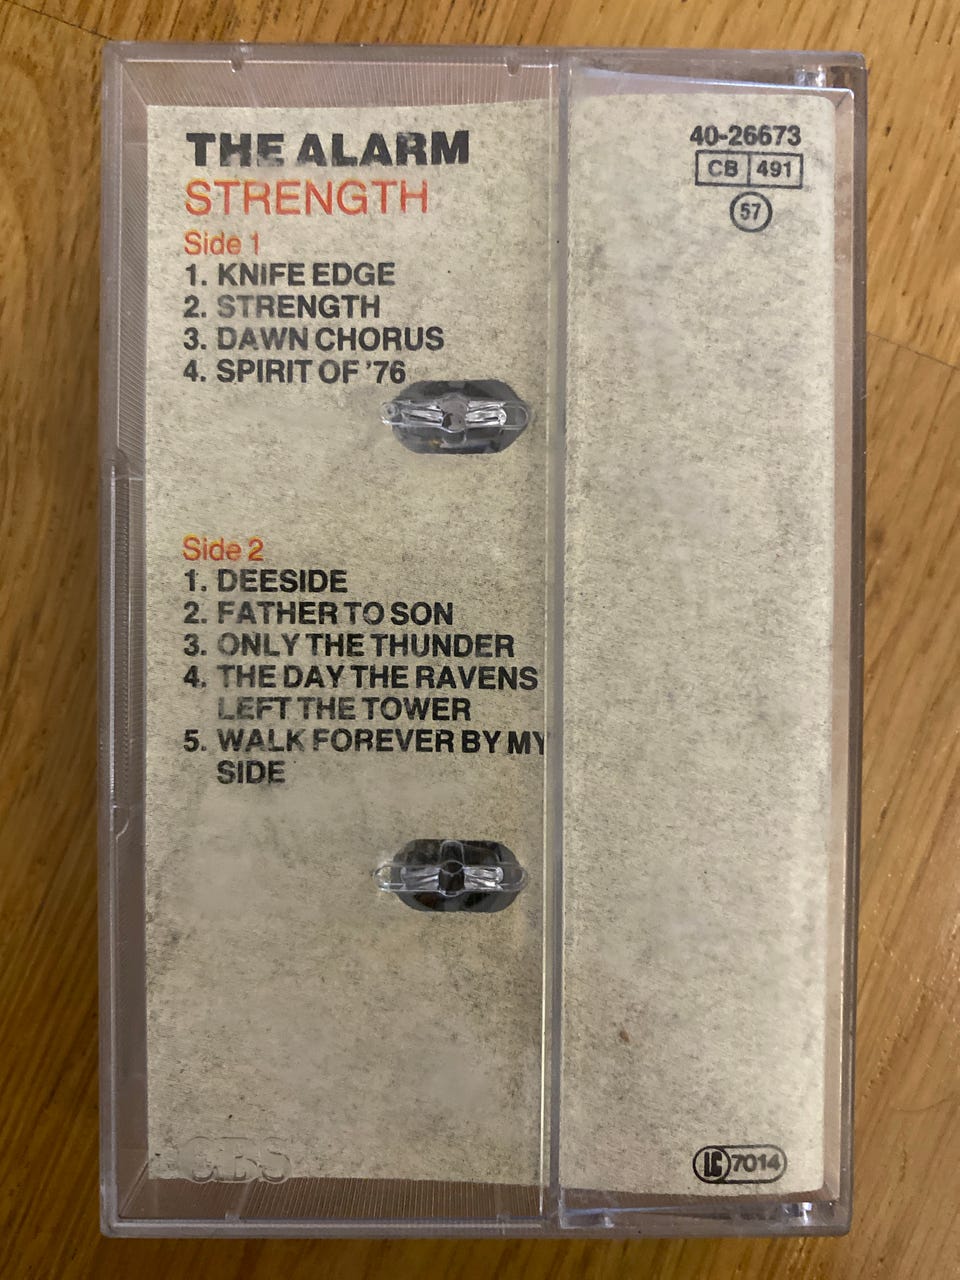 THE ALARM
STRENGTH
Side 1
1. KNIFE EDGE
2. STRENGTH
3. DAWN CHORUS
4. SPIRIT OF '76
Side 2
1. DEESIDE
2. FATHER TO SON
3. ONLY THE THUNDER
4. THE DAY THE RAVENS
LEFT THE TOWER
5. WALK FOREVER BY MY
SIDE
CBS
40-26673
CB 491
57
LC 7014